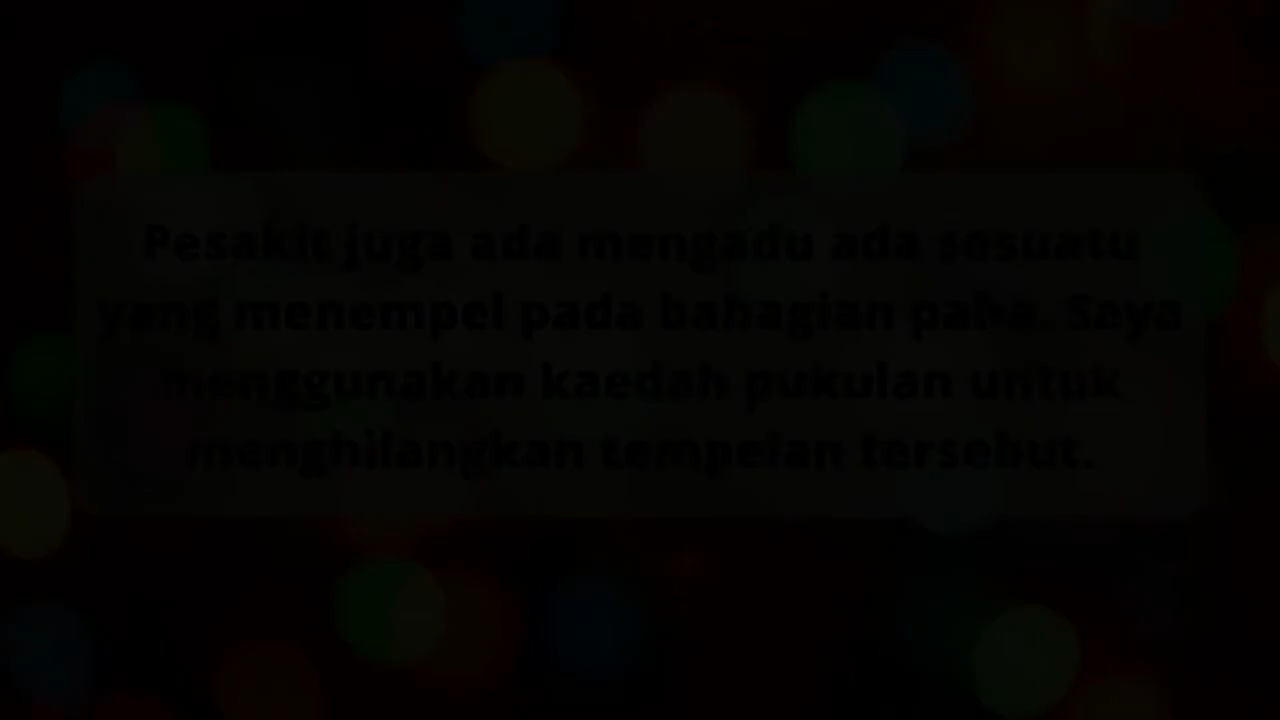 Pesakit juga ada mengadu ada sesuatu
yang menempel pada bahagian paha. Saya
menggunakan kaedah pukulan untuk
menghilangkan tempelan tersebut.